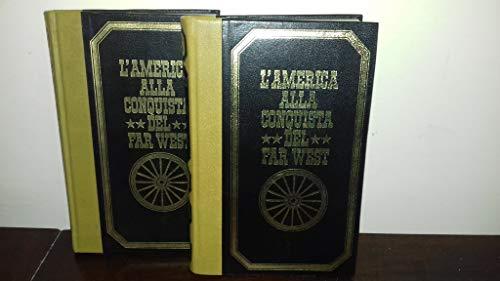 L'AMERICA
ALLA
CONQUISTA
DEL
FAR WEST
L'AMERICA
ALLA
CONQUISTA
DEL
FAR WEST